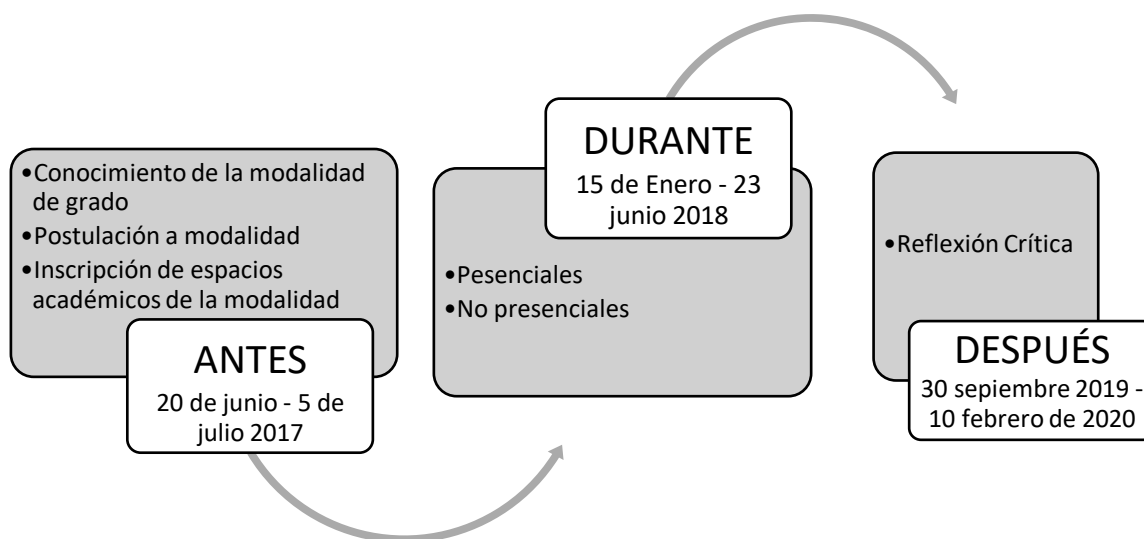 •Conocimiento de la modalidad
de grado
•Postulación a modalidad
•Inscripción de espacios
académicos de la modalidad
ANTES
20 de junio - 5 de
julio 2017
DURANTE
15 de Enero - 23
junio 2018
•Pesenciales
•No presenciales
•Reflexión Crítica
DESPUÉS
30 sepiembre 2019 -
10 febrero de 2020